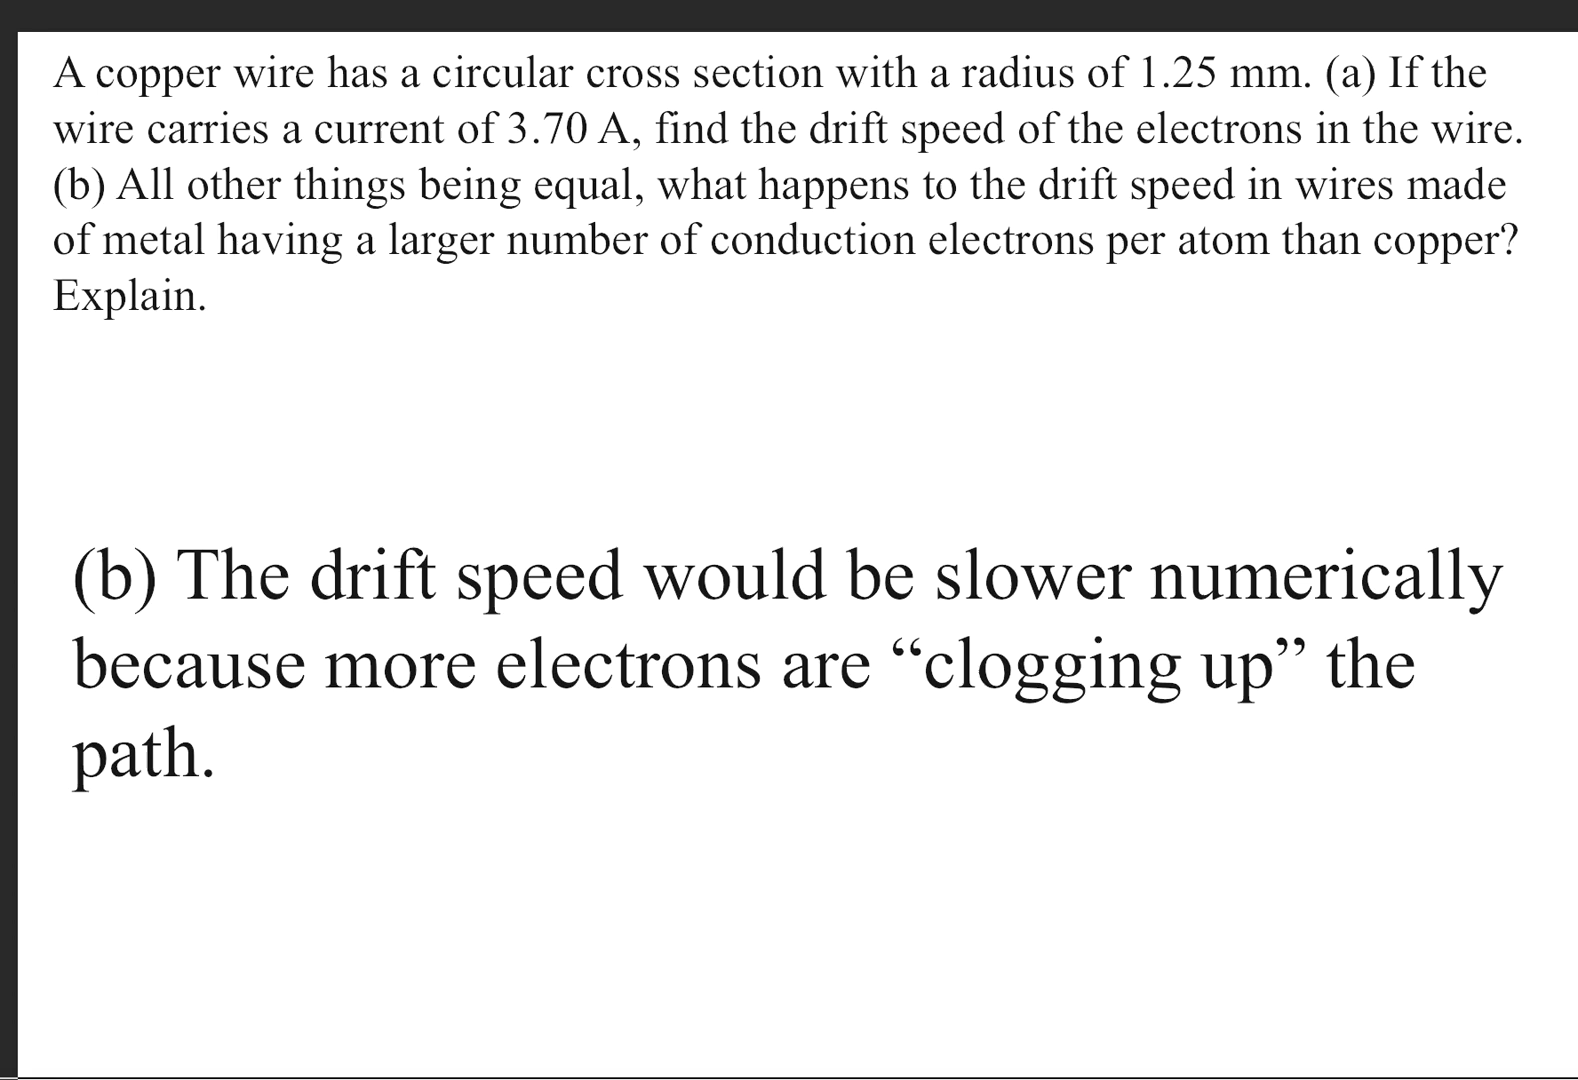 A copper wire has a circular cross section with a radius of 1.25 mm. (a) If the
wire carries a current of 3.70 A, find the drift speed of the electrons in the wire.
(b) All other things being equal, what happens to the drift speed in wires made
of metal having a larger number of conduction electrons per atom than copper?
Explain.
(b) The drift speed would be slower numerically
because more electrons are “clogging up” the
path.